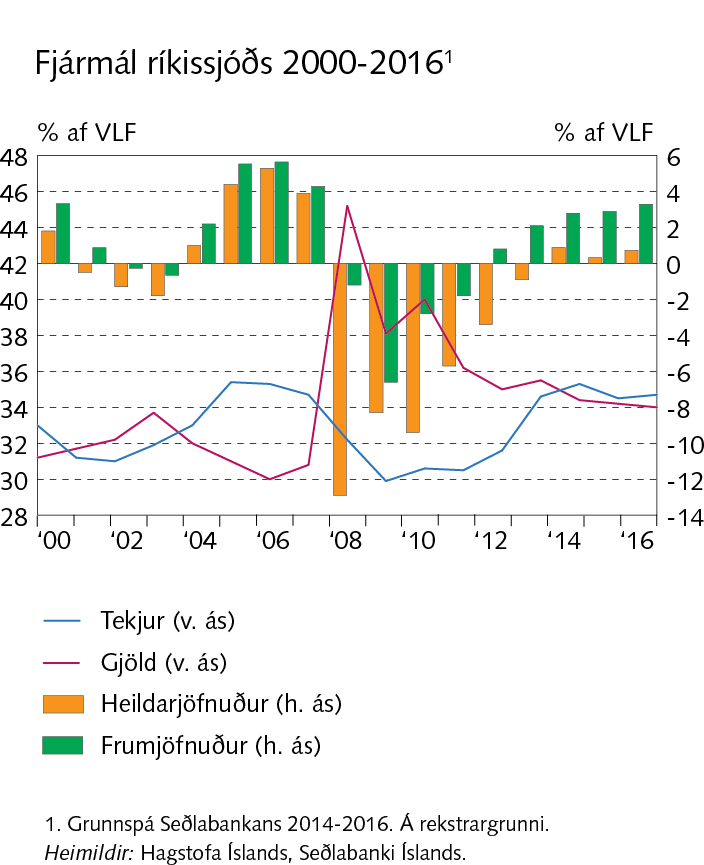 Fjármál ríkissjóðs 2000-2016¹
% af VLF % af VLF
48 6
46 4
44 2
42 0
40 -2
38 -4
36 -6
34 -8
32 -10
30 -12
28 -14
‘00 ‘02 ‘04 ‘06 ‘08 ‘10 ‘12 ‘14 ‘16
Tekjur (v. ás)
Gjöld (v. ás)
Heildarjöfnuður (h. ás)
Frumjöfnuður (h. ás)
1. Grunnspá Seðlabankans 2014-2016. Á rekstrargrunni.
Heimildir: Hagstofa Íslands, Seðlabanki Íslands.